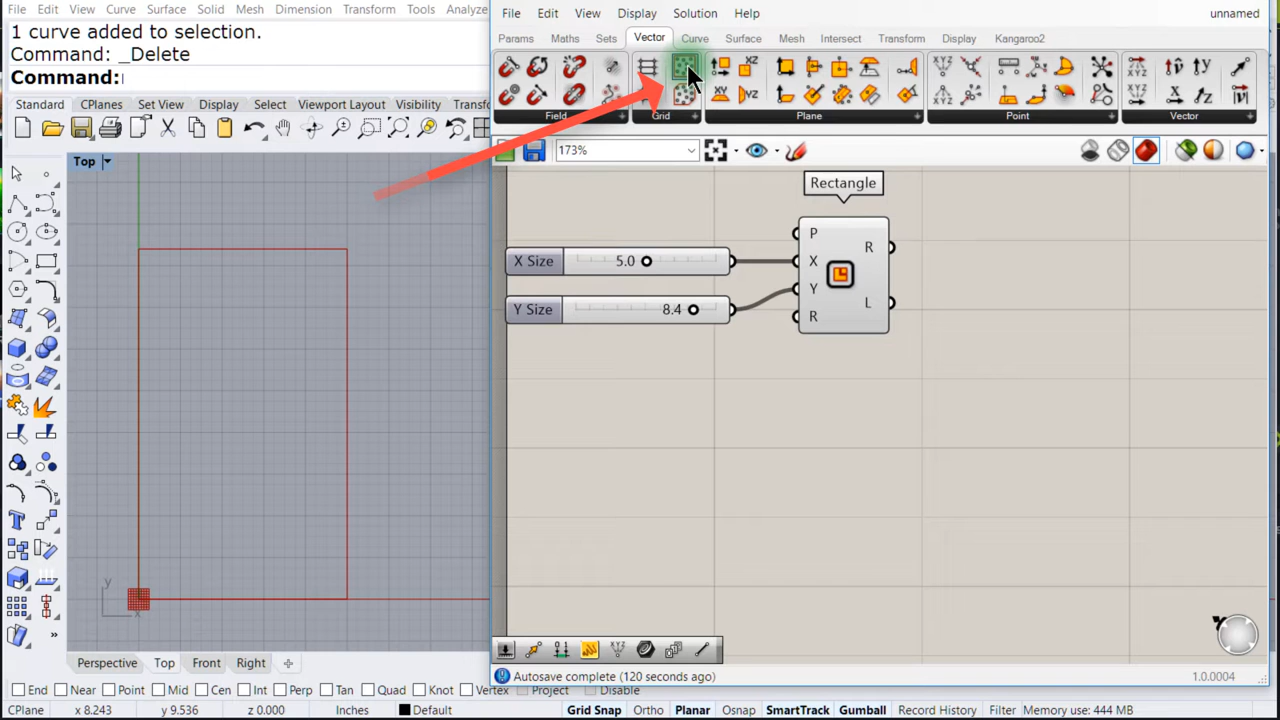 File Edit View Curve Surface Solid Mesh Dimension Transform Tools Analyze
1 curve added to selection.
Command: _Delete
Command:
Standard CPlanes Set View Display Select Viewport Layout Visibility Transfo
Top
y
x
Perspective Top Front Right
End Near Point Mid Cen Int Perp Tan Quad Knot Vertex Project Disable
CPlane x 8.243 y 9.536 z 0.000 Inches Default Grid Snap Ortho Planar Osnap SmartTrack Gumball Record History Filter Memory use: 444 MB
File Edit View Display Solution Help unnamed
Params Maths Sets Vector Curve Surface Mesh Intersect Transform Display Kangaroo2
Field Grid Plane Point Vector
173%
Rectangle
P
X
Y
R
R
L
X Size 5.0
Y Size 8.4
Autosave complete (120 seconds ago) 1.0.0004